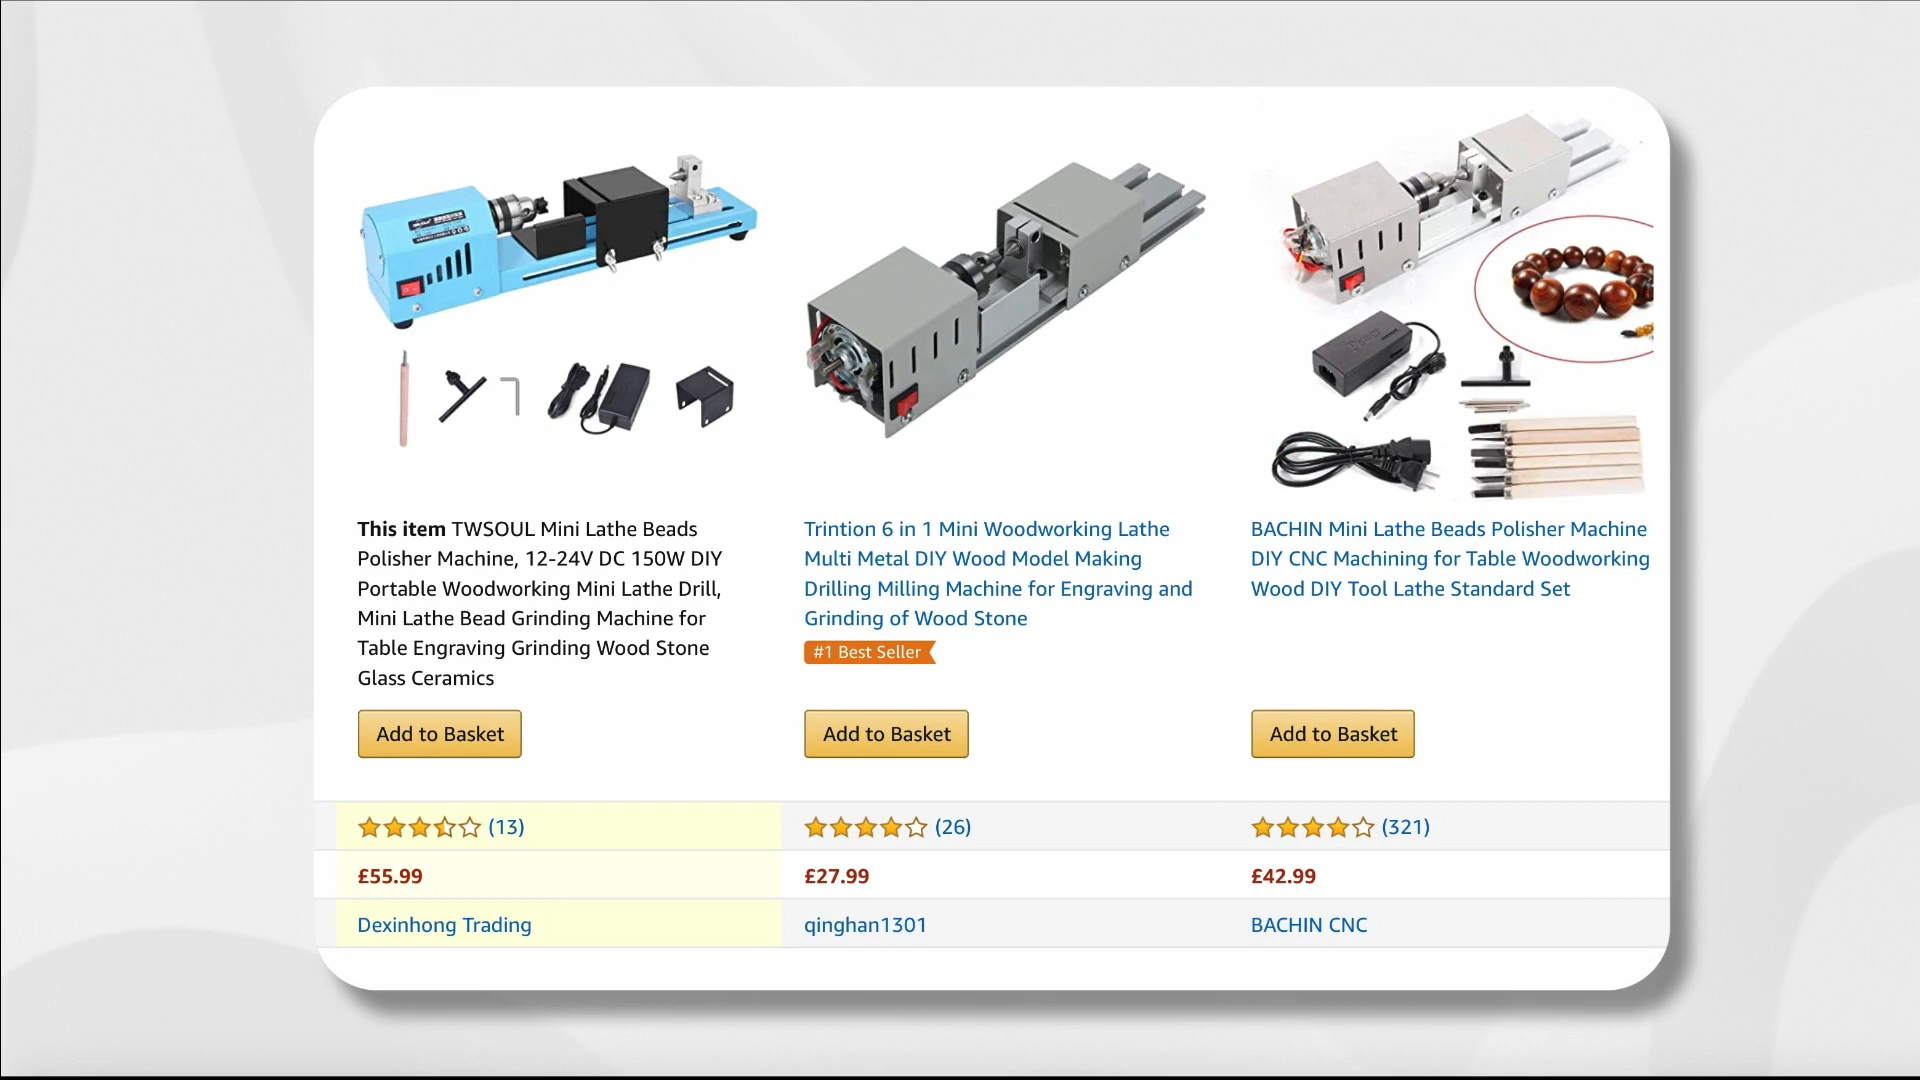 This item TWSOUL Mini Lathe Beads
Polisher Machine, 12-24V DC 150W DIY
Portable Woodworking Mini Lathe Drill,
Mini Lathe Bead Grinding Machine for
Table Engraving Grinding Wood Stone
Glass Ceramics
Add to Basket
(13)
£55.99
Dexinhong Trading
Trintion 6 in 1 Mini Woodworking Lathe
Multi Metal DIY Wood Model Making
Drilling Milling Machine for Engraving and
Grinding of Wood Stone
#1 Best Seller
Add to Basket
(26)
£27.99
qinghan1301
BACHIN Mini Lathe Beads Polisher Machine
DIY CNC Machining for Table Woodworking
Wood DIY Tool Lathe Standard Set
Add to Basket
(321)
£42.99
BACHIN CNC